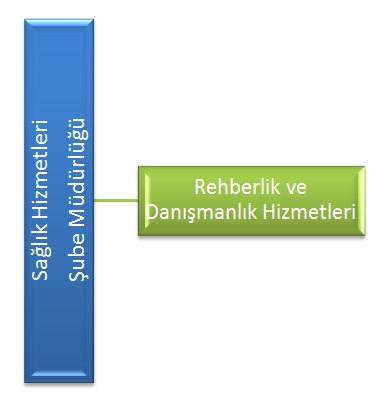 Sağlık Hizmetleri
Şube Müdürlüğü
Rehberlik ve
Danışmanlık Hizmetleri